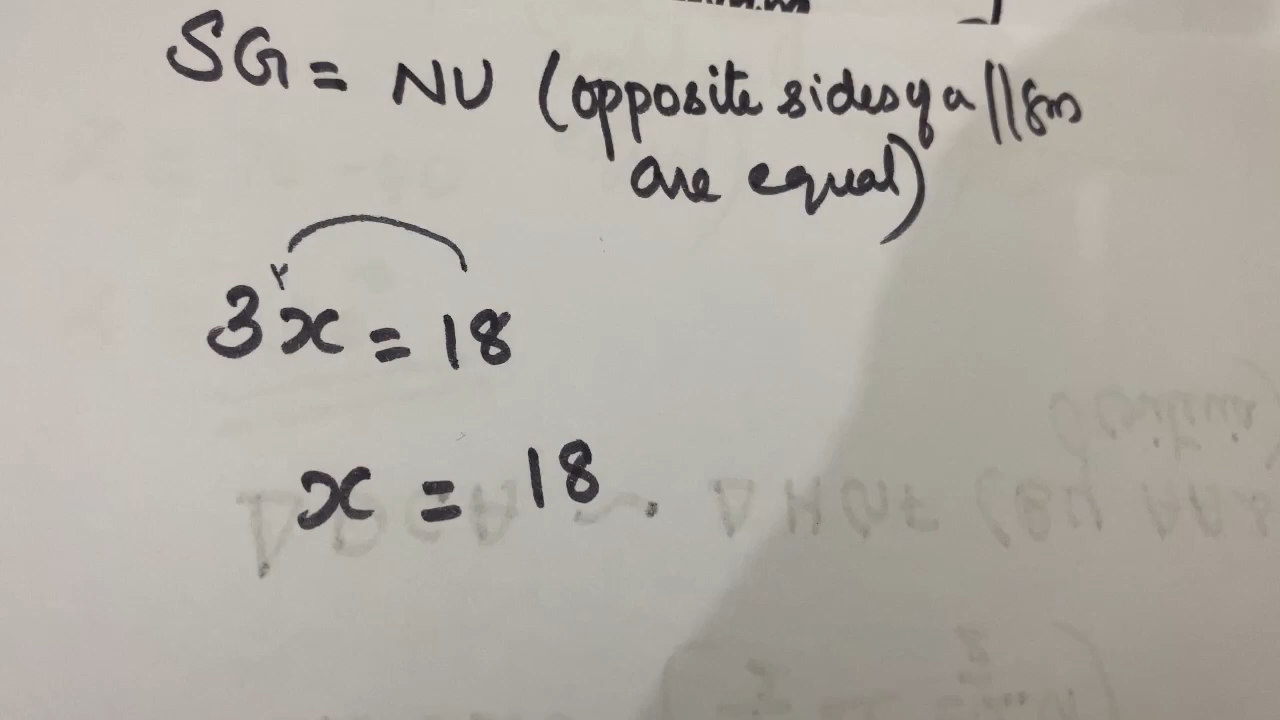 SG = NU (opposite sides of a ||gm
are equal)
3x = 18
x = 18